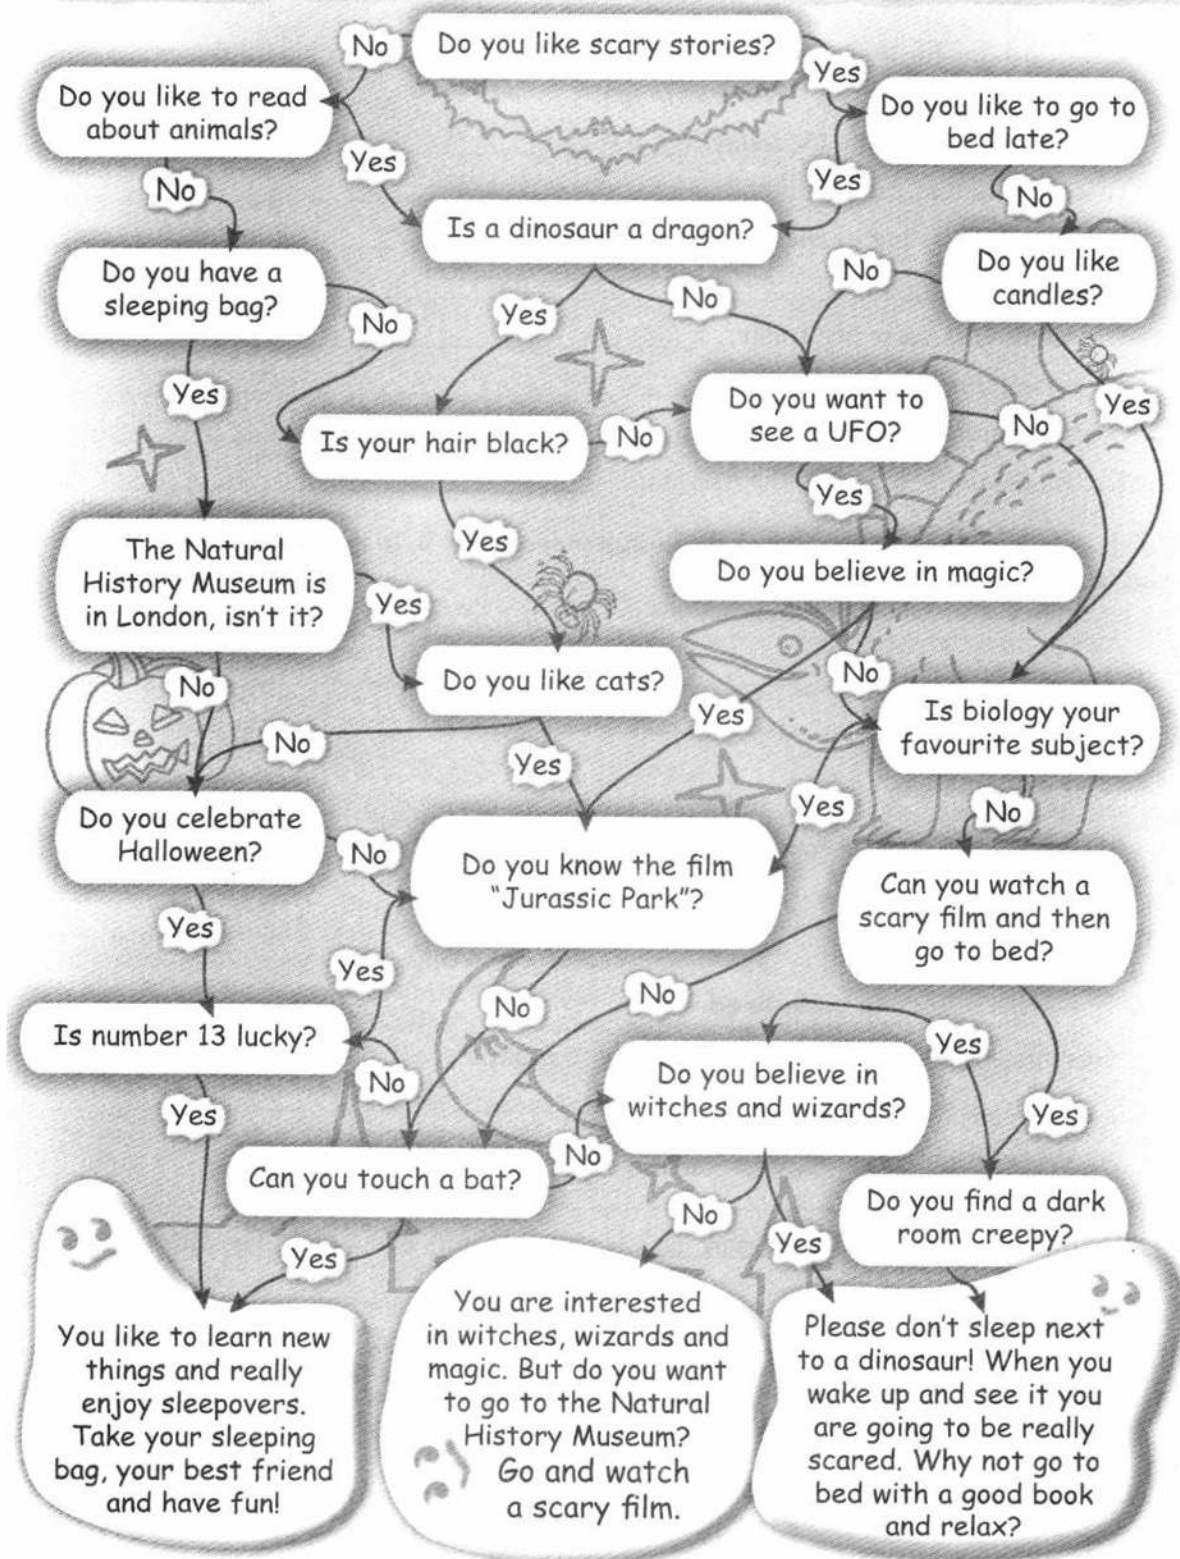 Do you like scary stories?
No
Yes
Do you like to read
about animals?
Do you like to go to
bed late?
Yes
Yes
No
No
Is a dinosaur a dragon?
Do you have a
sleeping bag?
No
Do you like
candles?
No
Yes
No
Yes
Do you want to
see a UFO?
Yes
No
Is your hair black?
No
Yes
Yes
The Natural
History Museum is
in London, isn't it?
Do you believe in magic?
Yes
Do you like cats?
No
No
Yes
Is biology your
favourite subject?
No
Yes
Yes
No
Do you celebrate
Halloween?
No
Do you know the film
"Jurassic Park"?
Can you watch a
scary film and then
go to bed?
Yes
Yes
No
No
Is number 13 lucky?
Yes
No
Do you believe in
witches and wizards?
Yes
Yes
No
Can you touch a bat?
Do you find a dark
room creepy?
No
Yes
Yes
You like to learn new
things and really
enjoy sleepovers.
Take your sleeping
bag, your best friend
and have fun!
You are interested
in witches, wizards and
magic. But do you want
to go to the Natural
History Museum?
Go and watch
a scary film.
Please don't sleep next
to a dinosaur! When you
wake up and see it you
are going to be really
scared. Why not go to
bed with a good book
and relax?